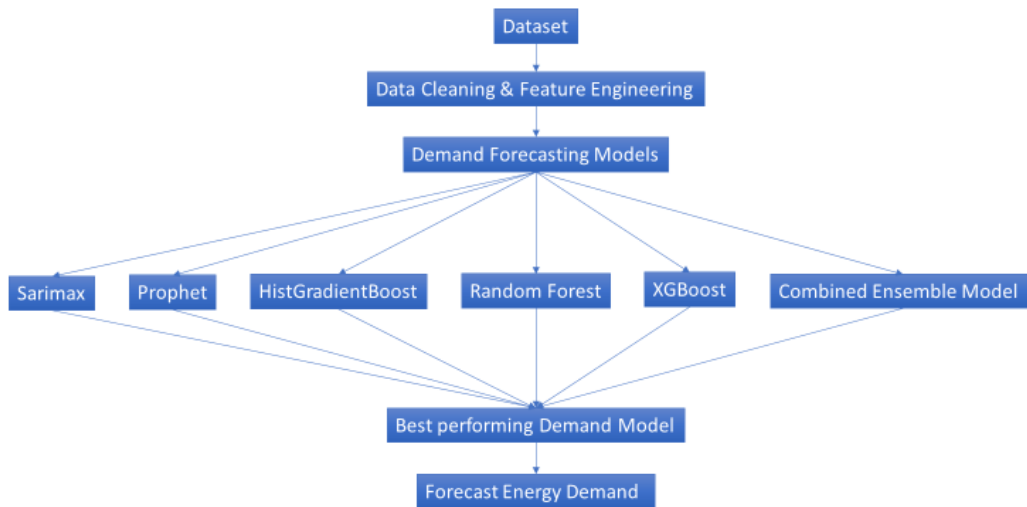 Dataset
Data Cleaning & Feature Engineering
Demand Forecasting Models
Sarimax
Prophet
HistGradientBoost
Random Forest
XGBoost
Combined Ensemble Model
Best performing Demand Model
Forecast Energy Demand